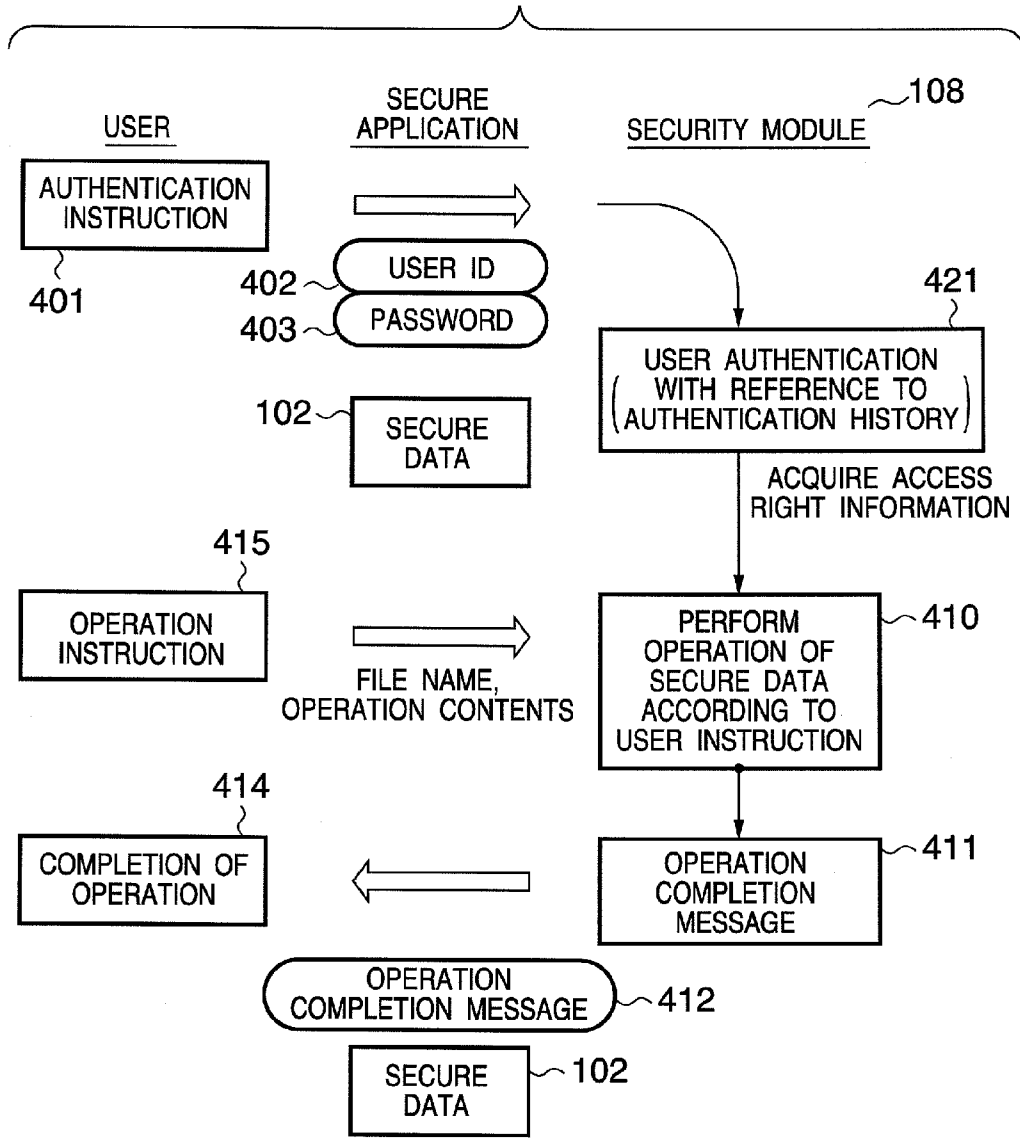 USER
SECURE
APPLICATION
SECURITY MODULE
108
AUTHENTICATION
INSTRUCTION
401
402
USER ID
403
PASSWORD
421
USER AUTHENTICATION
(WITH REFERENCE TO
AUTHENTICATION HISTORY)
102
SECURE
DATA
ACQUIRE ACCESS
RIGHT INFORMATION
415
OPERATION
INSTRUCTION
FILE NAME,
OPERATION CONTENTS
PERFORM
OPERATION OF
SECURE DATA
ACCORDING TO
USER INSTRUCTION
410
414
COMPLETION OF
OPERATION
OPERATION
COMPLETION
MESSAGE
411
OPERATION
COMPLETION MESSAGE
412
SECURE
DATA
102